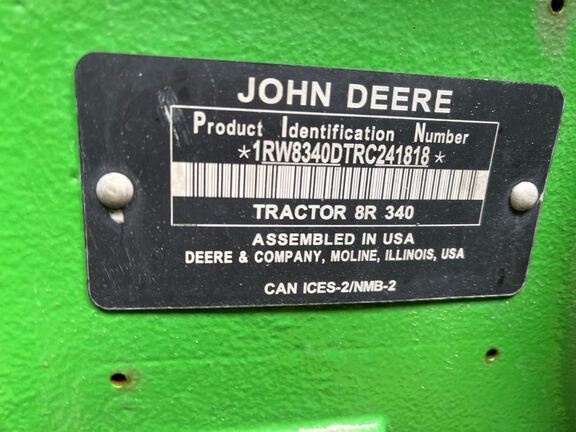 JOHN DEERE
Product Identification Number
*1RW8340DTRC241818*
TRACTOR 8R 340
ASSEMBLED IN USA
DEERE & COMPANY, MOLINE, ILLINOIS, USA
CAN ICES-2/NMB-2